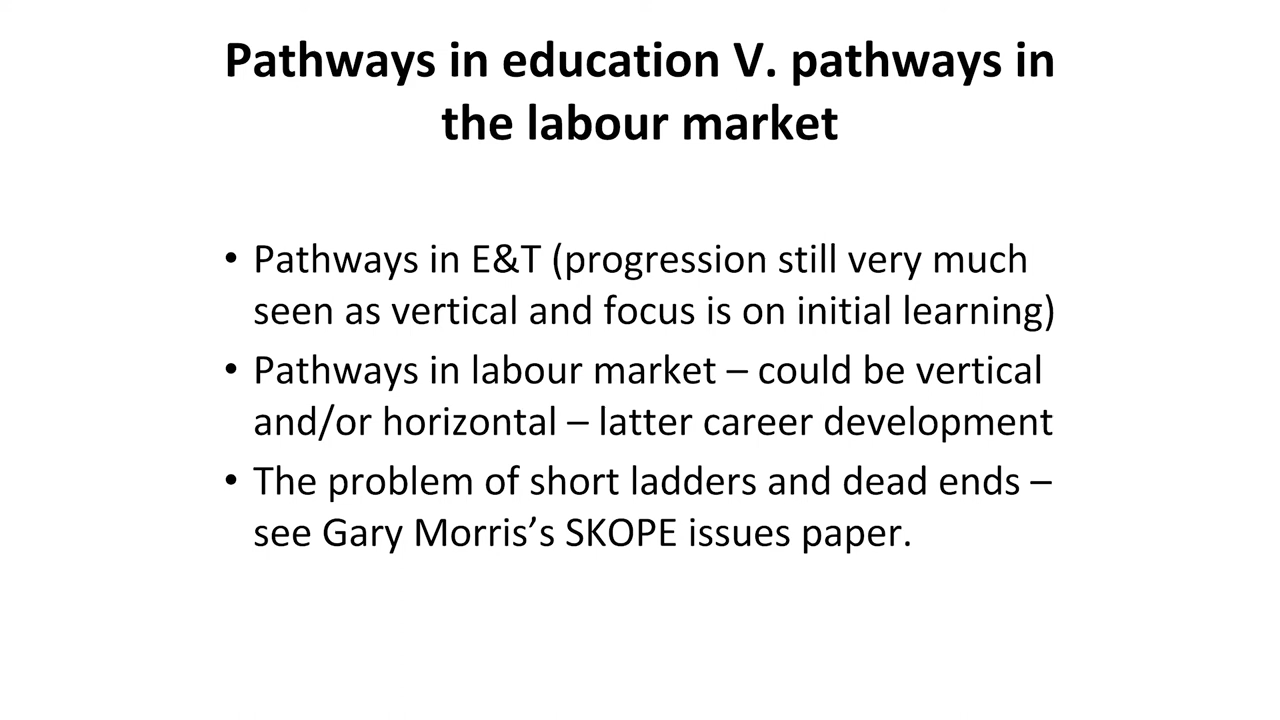 Pathways in education V. pathways in
the labour market
• Pathways in E&T (progression still very much
seen as vertical and focus is on initial learning)
• Pathways in labour market – could be vertical
and/or horizontal – latter career development
• The problem of short ladders and dead ends –
see Gary Morris’s SKOPE issues paper.